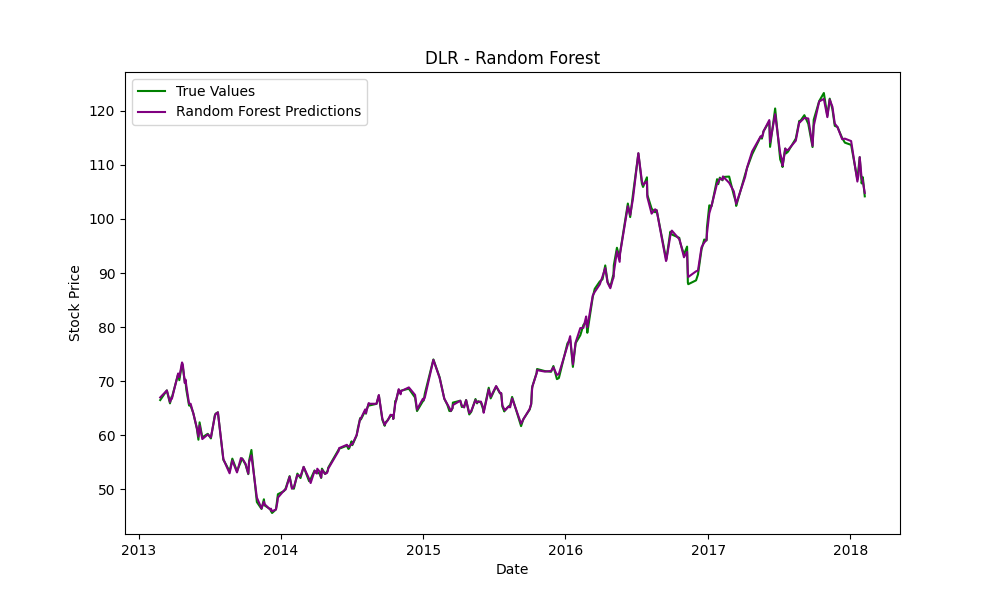 DLR - Random Forest
True Values
Random Forest Predictions
120
110
100
90
80
70
60
50
Stock Price
2013 2014 2015 2016 2017 2018
Date